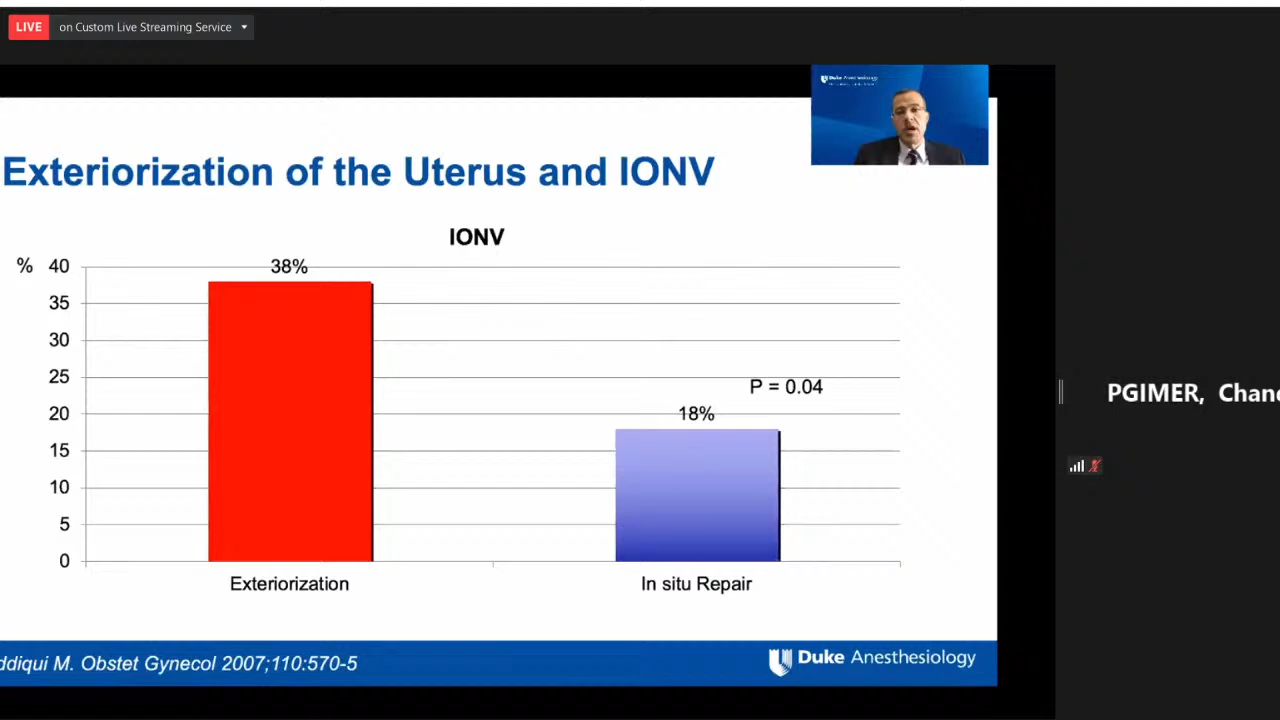 LIVE on Custom Live Streaming Service
Duke Anesthesiology
Exteriorization of the Uterus and IONV
IONV
% 40
38%
35
30
25
P = 0.04
20
18%
15
10
5
0
Exteriorization
In situ Repair
PGIMER, Chand
ddiqui M. Obstet Gynecol 2007;110:570-5
Duke Anesthesiology